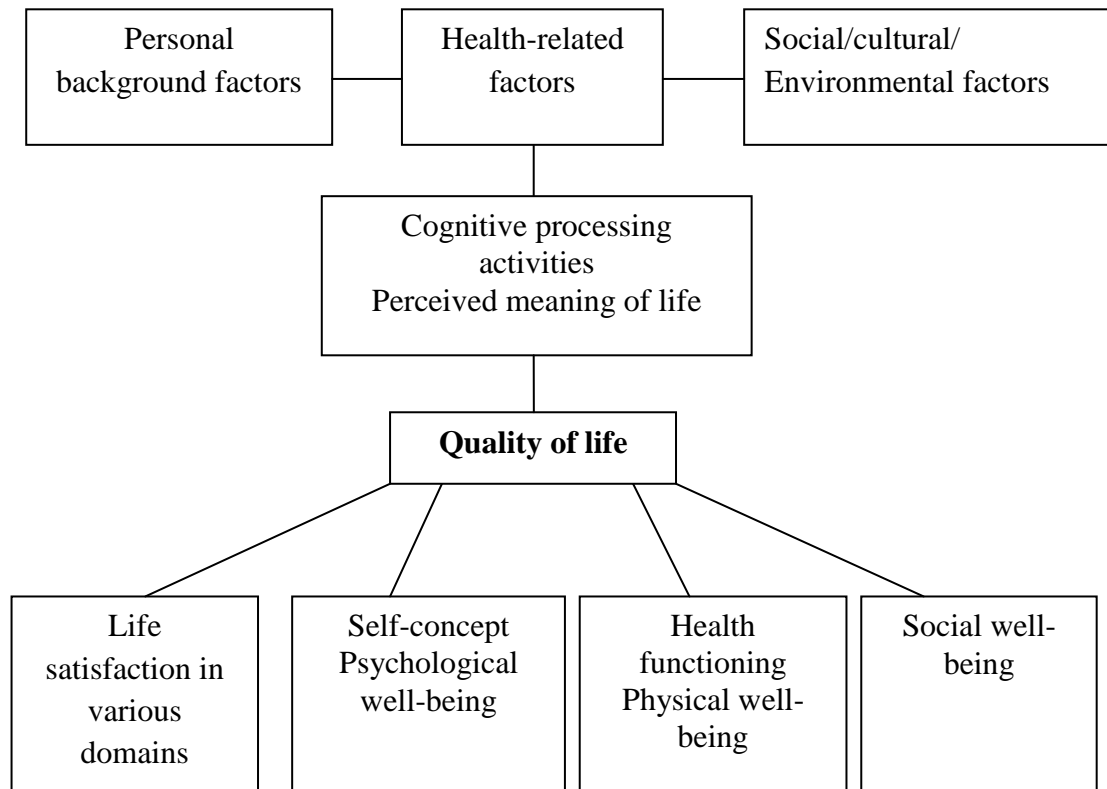 Personal
background factors
Health-related
factors
Social/cultural/
Environmental factors
Cognitive processing
activities
Perceived meaning of life
Quality of life
Life
satisfaction in
various
domains
Self-concept
Psychological
well-being
Health
functioning
Physical well-
being
Social well-
being